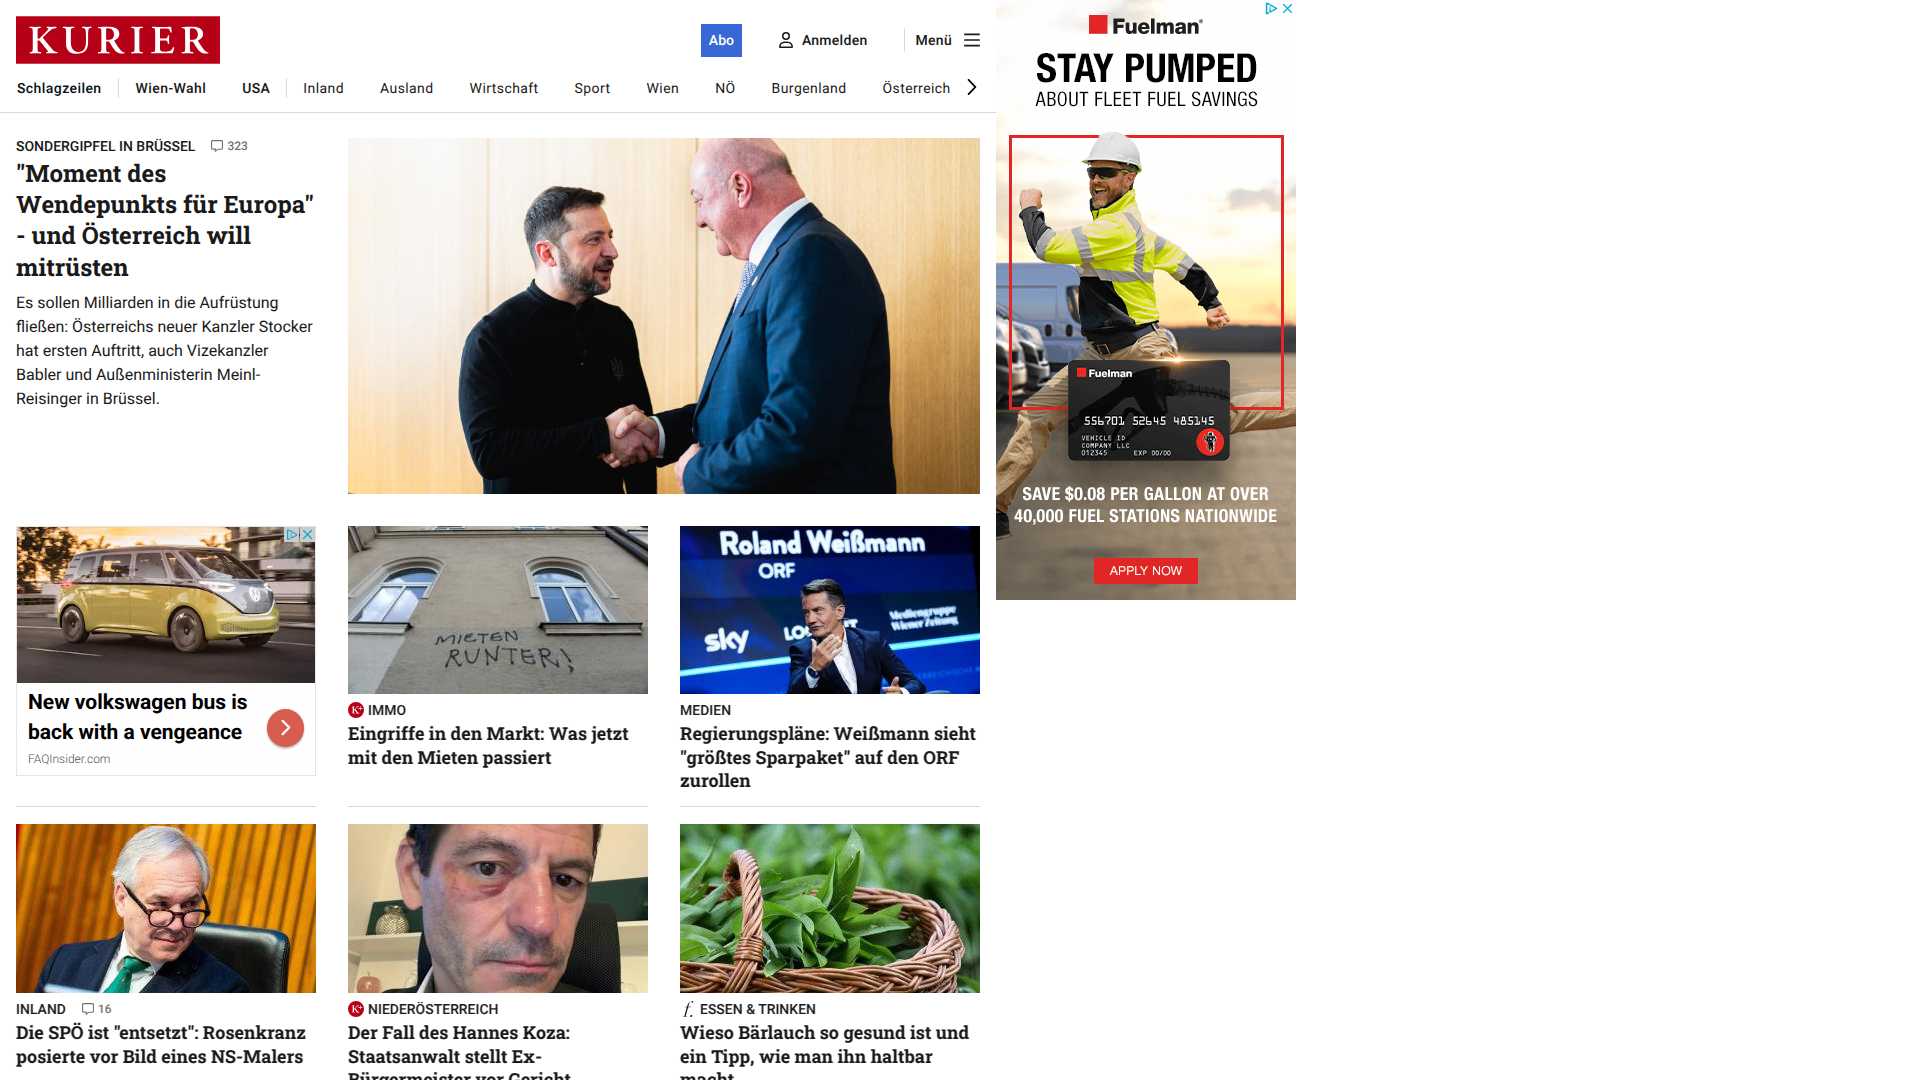 KURIER
Abo
Anmelden
Menü
Schlagzeilen
Wien-Wahl
USA
Inland
Ausland
Wirtschaft
Sport
Wien
NÖ
Burgenland
Österreich
SONDERGIPFEL IN BRÜSSEL 323
"Moment des
Wendepunkts für Europa"
- und Österreich will
mitrüsten
Es sollen Milliarden in die Aufrüstung
fließen: Österreichs neuer Kanzler Stocker
hat ersten Auftritt, auch Vizekanzler
Babler und Außenministerin Meinl-
Reisinger in Brüssel.
Fuelman
STAY PUMPED
ABOUT FLEET FUEL SAVINGS
Fuelman
556701 52645 485145
VEHICLE ID
COMPANY LLC
012345 EXP 00/00
SAVE $0.08 PER GALLON AT OVER
40,000 FUEL STATIONS NATIONWIDE
APPLY NOW
New volkswagen bus is
back with a vengeance
FAQInsider.com
MIETEN
RUNTER!
K+ IMMO
Eingriffe in den Markt: Was jetzt
mit den Mieten passiert
Roland Weißmann
ORF
sky
Mediengruppe
Wiener Zeitung
MEDIEN
Regierungspläne: Weißmann sieht
"größtes Sparpaket" auf den ORF
zurollen
INLAND 16
Die SPÖ ist "entsetzt": Rosenkranz
posierte vor Bild eines NS-Malers
K+ NIEDERÖSTERREICH
Der Fall des Hannes Koza:
Staatsanwalt stellt Ex-
Bürgermeister vor Gericht
f. ESSEN & TRINKEN
Wieso Bärlauch so gesund ist und
ein Tipp, wie man ihn haltbar
macht